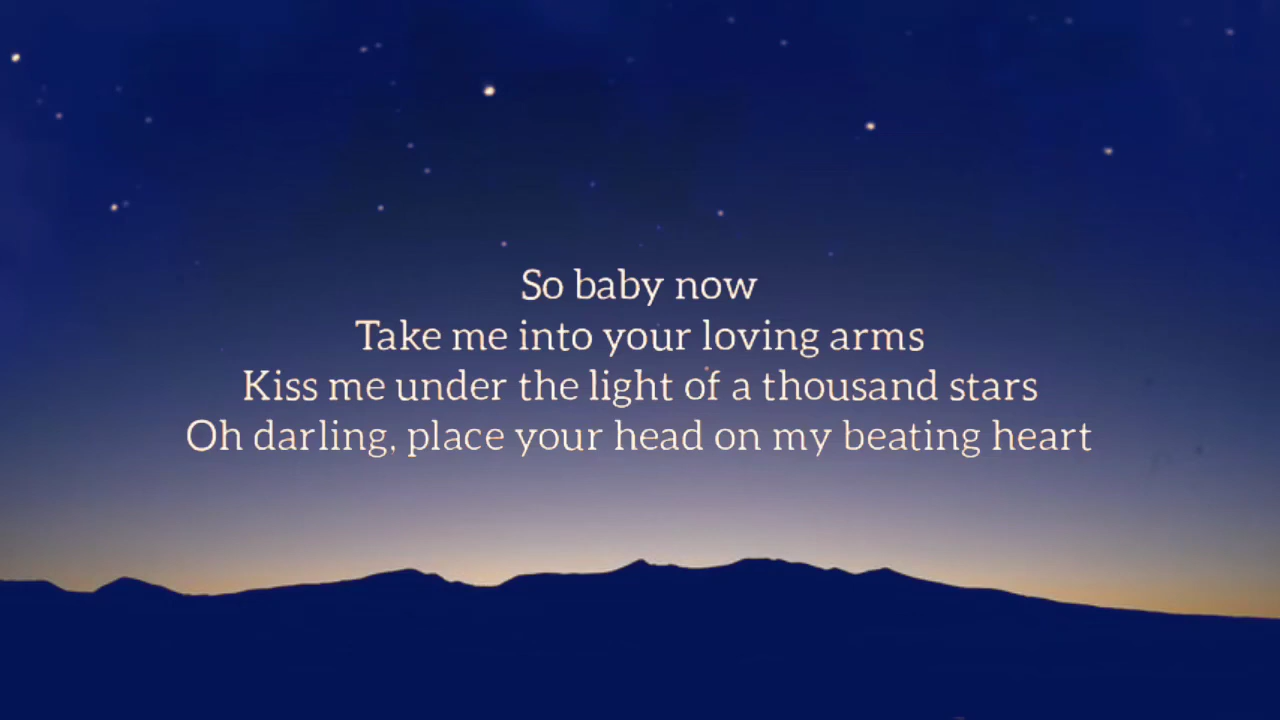 So baby now
Take me into your loving arms
Kiss me under the light of a thousand stars
Oh darling, place your head on my beating heart